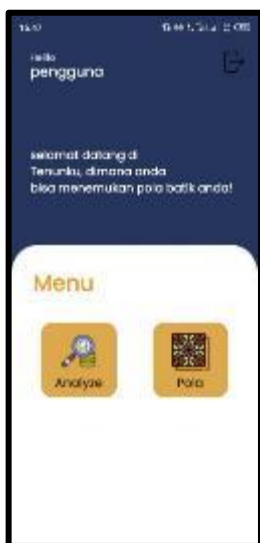 Hello
pengguna
selamat datang di
Tenunku, dimana anda
bisa menemukan pola batik anda!
Menu
Analyze
Pola